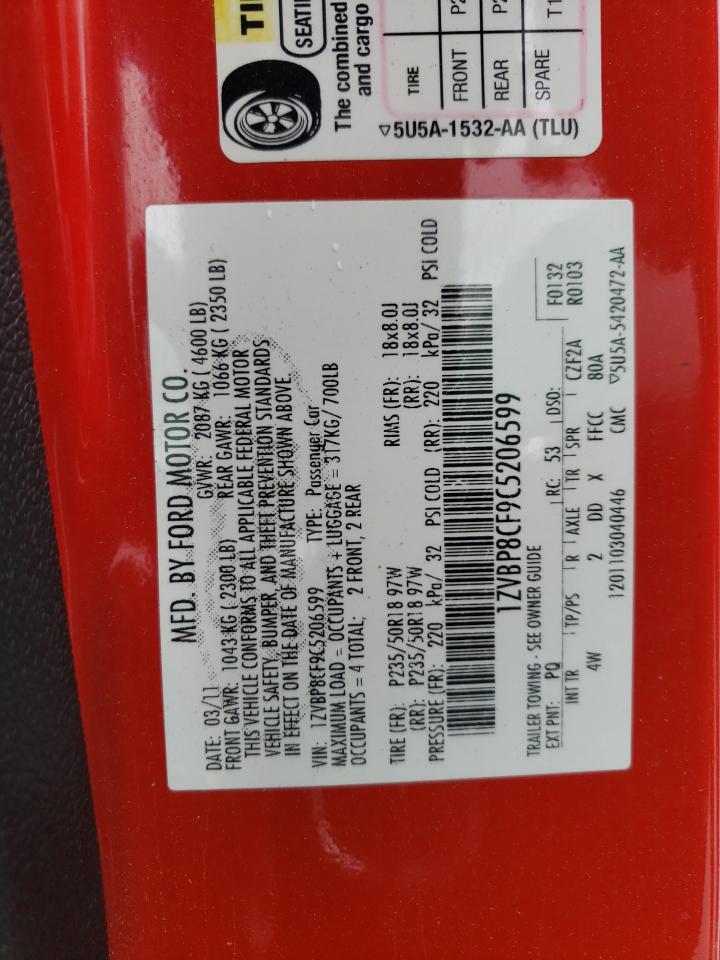 MFD. BY FORD MOTOR CO.
DATE: 03/11 GVWR: 2087 KG ( 4600 LB)
FRONT GAWR: 1043 KG ( 2300 LB) REAR GAWR: 1066 KG ( 2350 LB)
THIS VEHICLE CONFORMS TO ALL APPLICABLE FEDERAL MOTOR
VEHICLE SAFETY, BUMPER, AND THEFT PREVENTION STANDARDS
IN EFFECT ON THE DATE OF MANUFACTURE SHOWN ABOVE
VIN: 1ZVBP8CF9C5206599 TYPE: Passenger Car
MAXIMUM LOAD = OCCUPANTS + LUGGAGE = 317KG/ 700LB
OCCUPANTS = 4 TOTAL; 2 FRONT, 2 REAR
TIRE (FR): P235/50R18 97W RIMS (FR): 18x8.0J
(RR): P235/50R18 97W (RR): 18x8.0J
PRESSURE (FR): 220 kPa/ 32 PSI COLD (RR): 220 kPa/ 32 PSI COLD
1ZVBP8CF9C5206599
TRAILER TOWING - SEE OWNER GUIDE F0132
EXT PNT: PQ RC: 53 DSO: R0103
INT TR TP/PS R AXLE TR SPR CZF2A
4W 2 DD X FFCC 80A
1201103040446 CMC ▽5U5A-5420472-AA
TI
SEATI
The combined
and cargo
TIRE
FRONT P2
REAR P2
SPARE T1
▽5U5A-1532-AA (TLU)